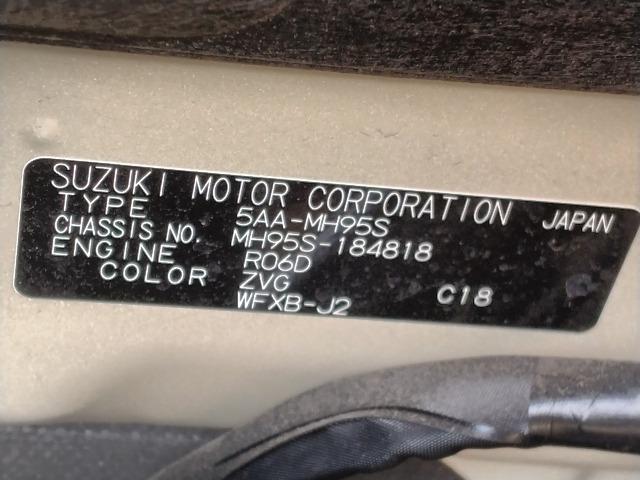 SUZUKI MOTOR CORPORATION JAPAN
TYPE 5AA-MH95S
CHASSIS NO. MH95S-184818
ENGINE R06D
COLOR ZVG
WFXB-J2 C18